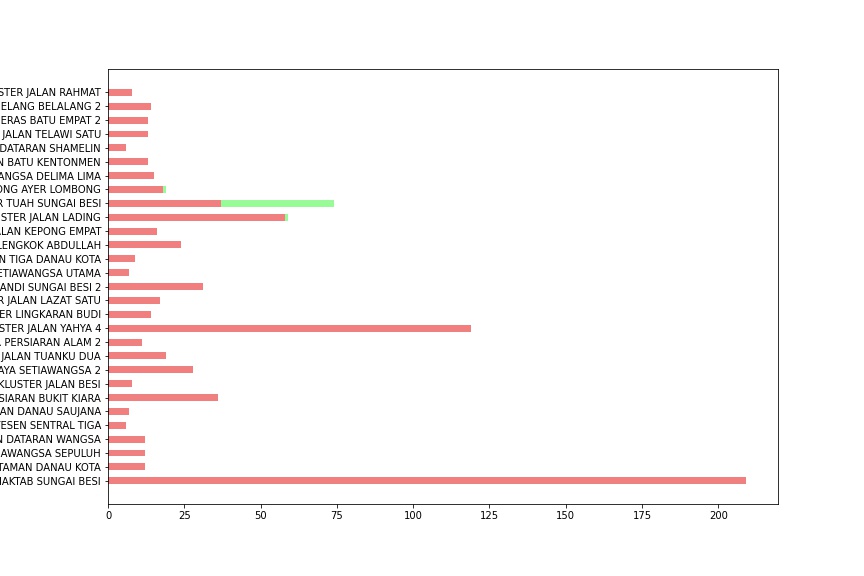 STER JALAN RAHMAT
ELANG BELALANG 2
ERAS BATU EMPAT 2
JALAN TELAWI SATU
DATARAN SHAMELIN
N BATU KENTONMEN
ANGSA DELIMA LIMA
ONG AYER LOMBONG
R TUAH SUNGAI BESI
STER JALAN LADING
LAN KEPONG EMPAT
LENGKOK ABDULLAH
N TIGA DANAU KOTA
ETIAWANGSA UTAMA
ANDI SUNGAI BESI 2
R JALAN LAZAT SATU
ER LINGKARAN BUDI
STER JALAN YAHYA 4
PERSIARAN ALAM 2
JALAN TUANKU DUA
AYA SETIAWANGSA 2
KLUSTER JALAN BESI
SIARAN BUKIT KIARA
AN DANAU SAUJANA
ESEN SENTRAL TIGA
N DATARAN WANGSA
AWANGSA SEPULUH
TAMAN DANAU KOTA
MAKTAB SUNGAI BESI
0 25 50 75 100 125 150 175 200